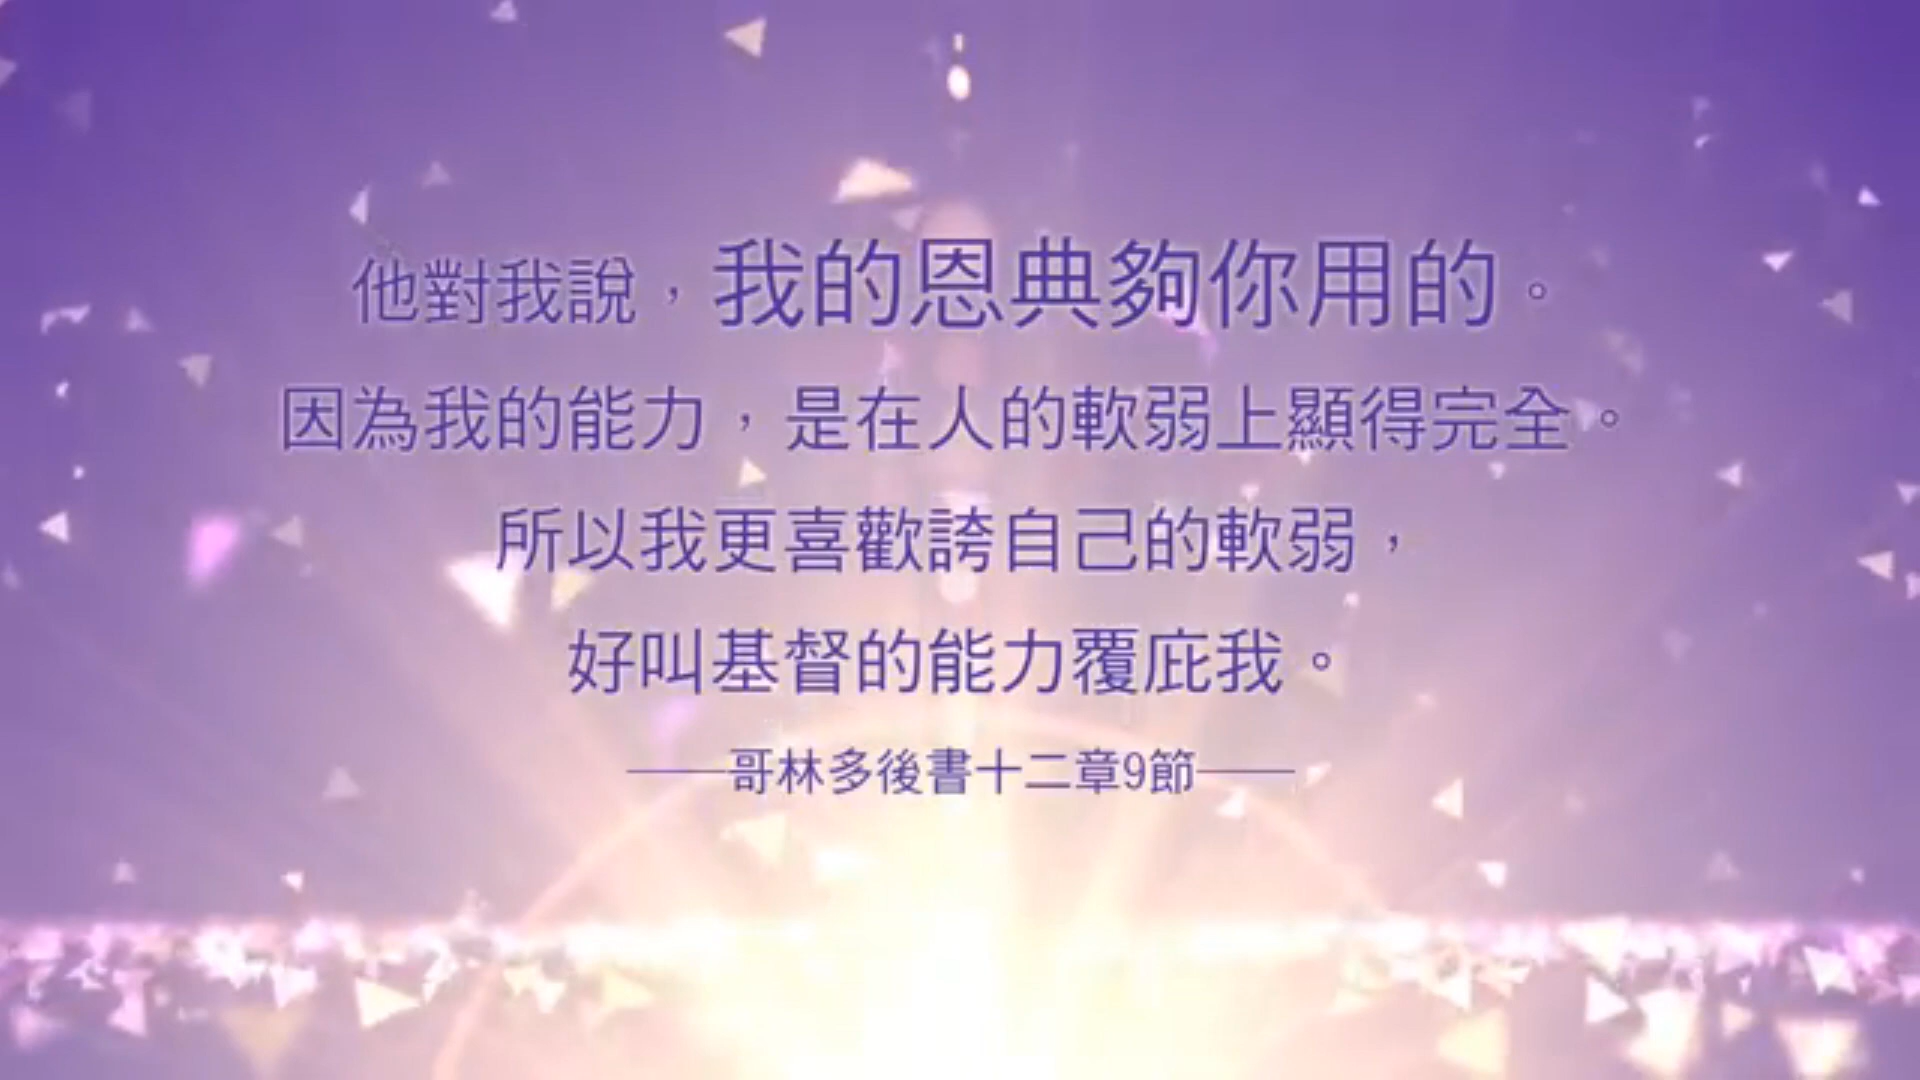 他對我說，我的恩典夠你用的。
因為我的能力，是在人的軟弱上顯得完全。
所以我更喜歡誇自己的軟弱，
好叫基督的能力覆庇我。
——哥林多後書十二章9節——